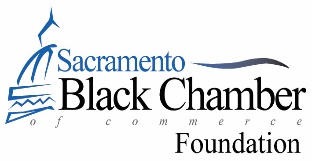 Sacramento
Black Chamber
of commerce
Foundation